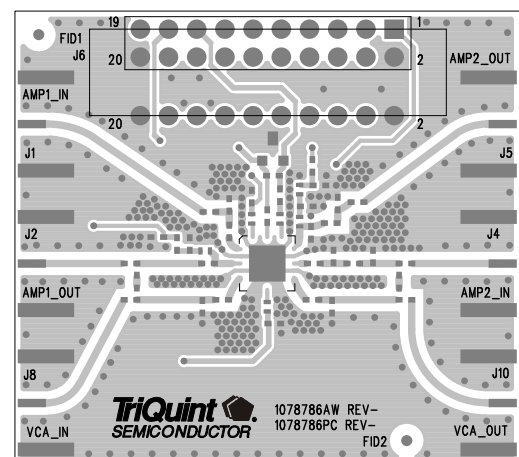 19 1
FID1
J6
20 2
AMP2_OUT
AMP1_IN
20 2
J1 J5
J2 J4
AMP1_OUT AMP2_IN
J8 J10
TriQuint
SEMICONDUCTOR
1078786AW REV-
1078786PC REV-
FID2
VCA_IN VCA_OUT